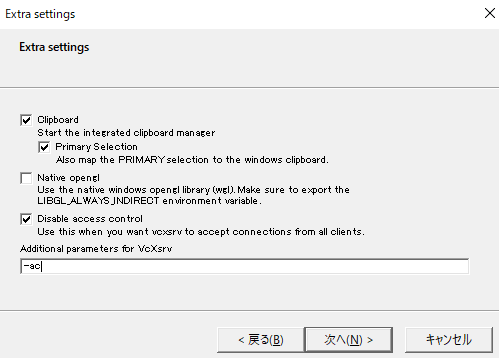 Extra settings
Extra settings
Clipboard
Start the integrated clipboard manager
Primary Selection
Also map the PRIMARY selection to the windows clipboard.
Native opengl
Use the native windows opengl library (wgl). Make sure to export the
LIBGL_ALWAYS_INDIRECT environment variable.
Disable access control
Use this when you want vcxsrv to accept connections from all clients.
Additional parameters for VcXsrv
-ac
< 戻る(B) 次へ(N) > キャンセル